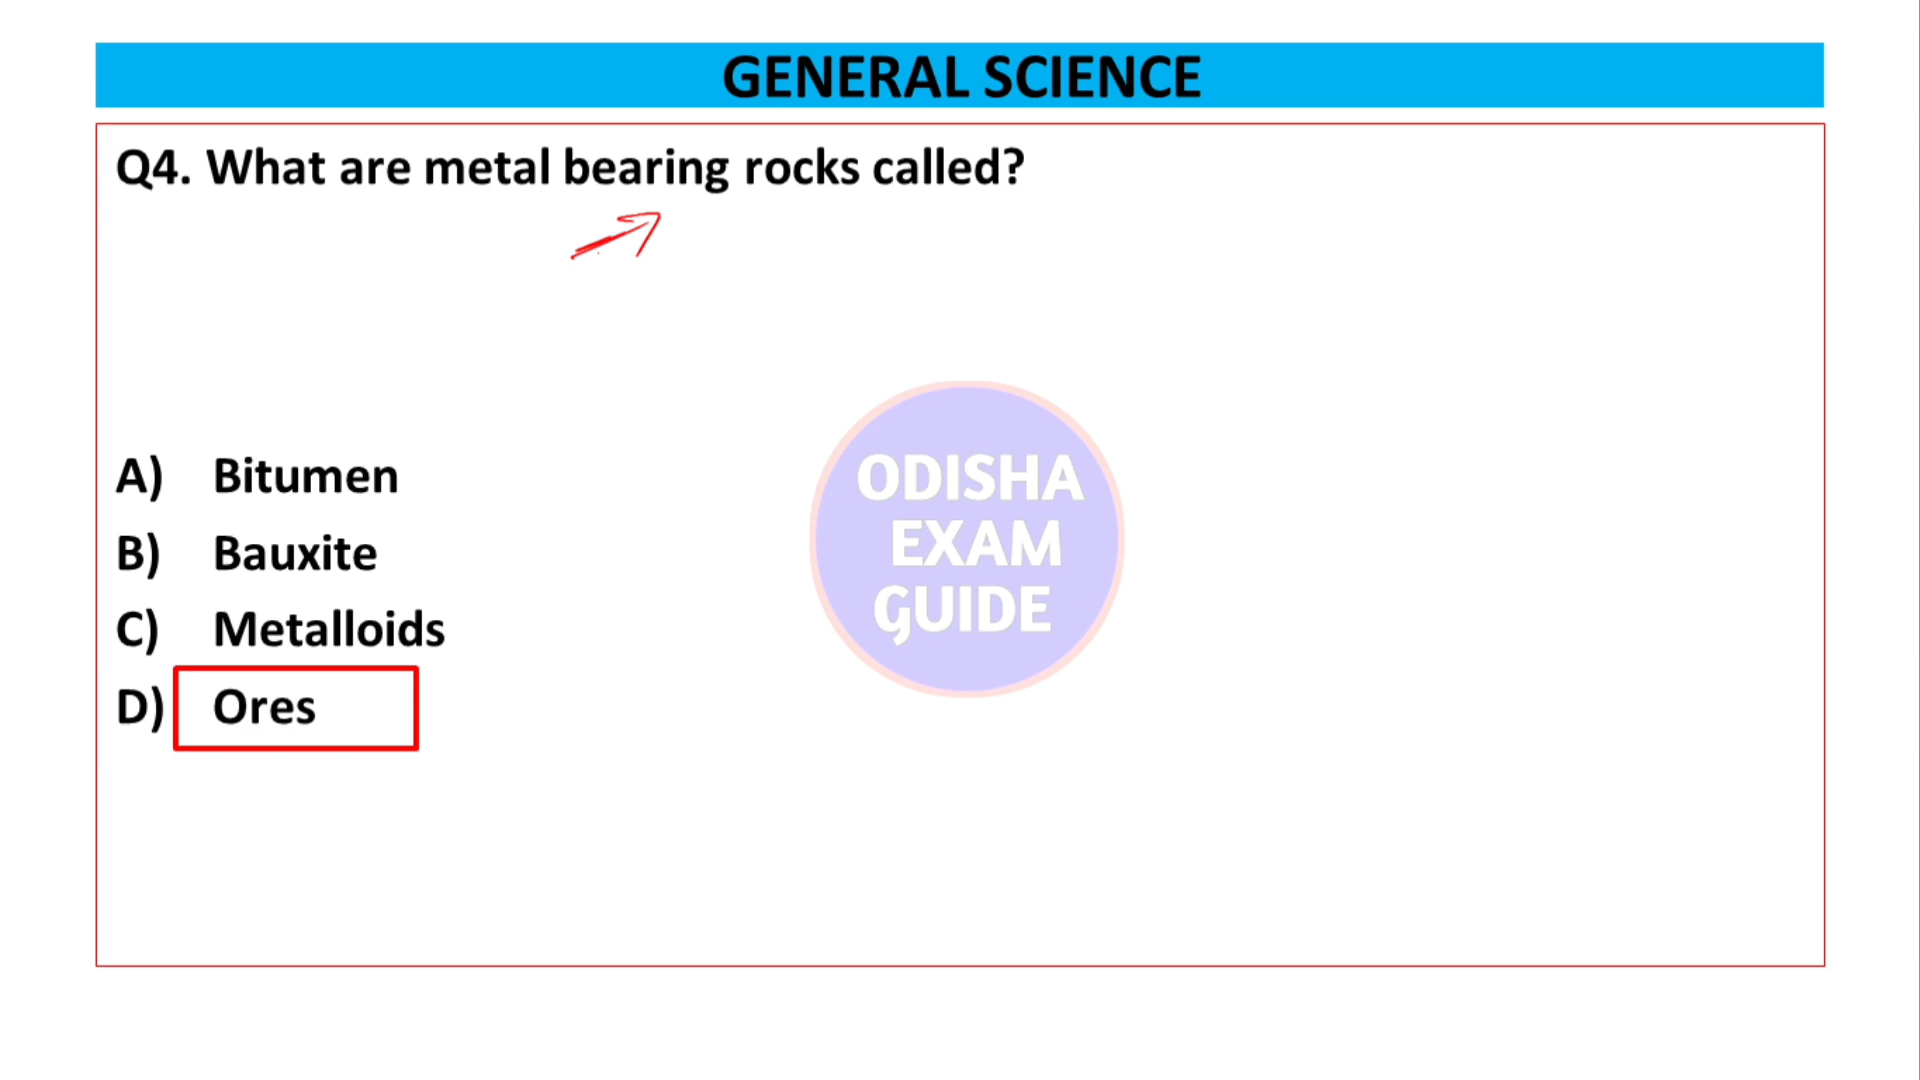 GENERAL SCIENCE
Q4. What are metal bearing rocks called?
A) Bitumen
B) Bauxite
C) Metalloids
D) Ores
ODISHA
EXAM
GUIDE